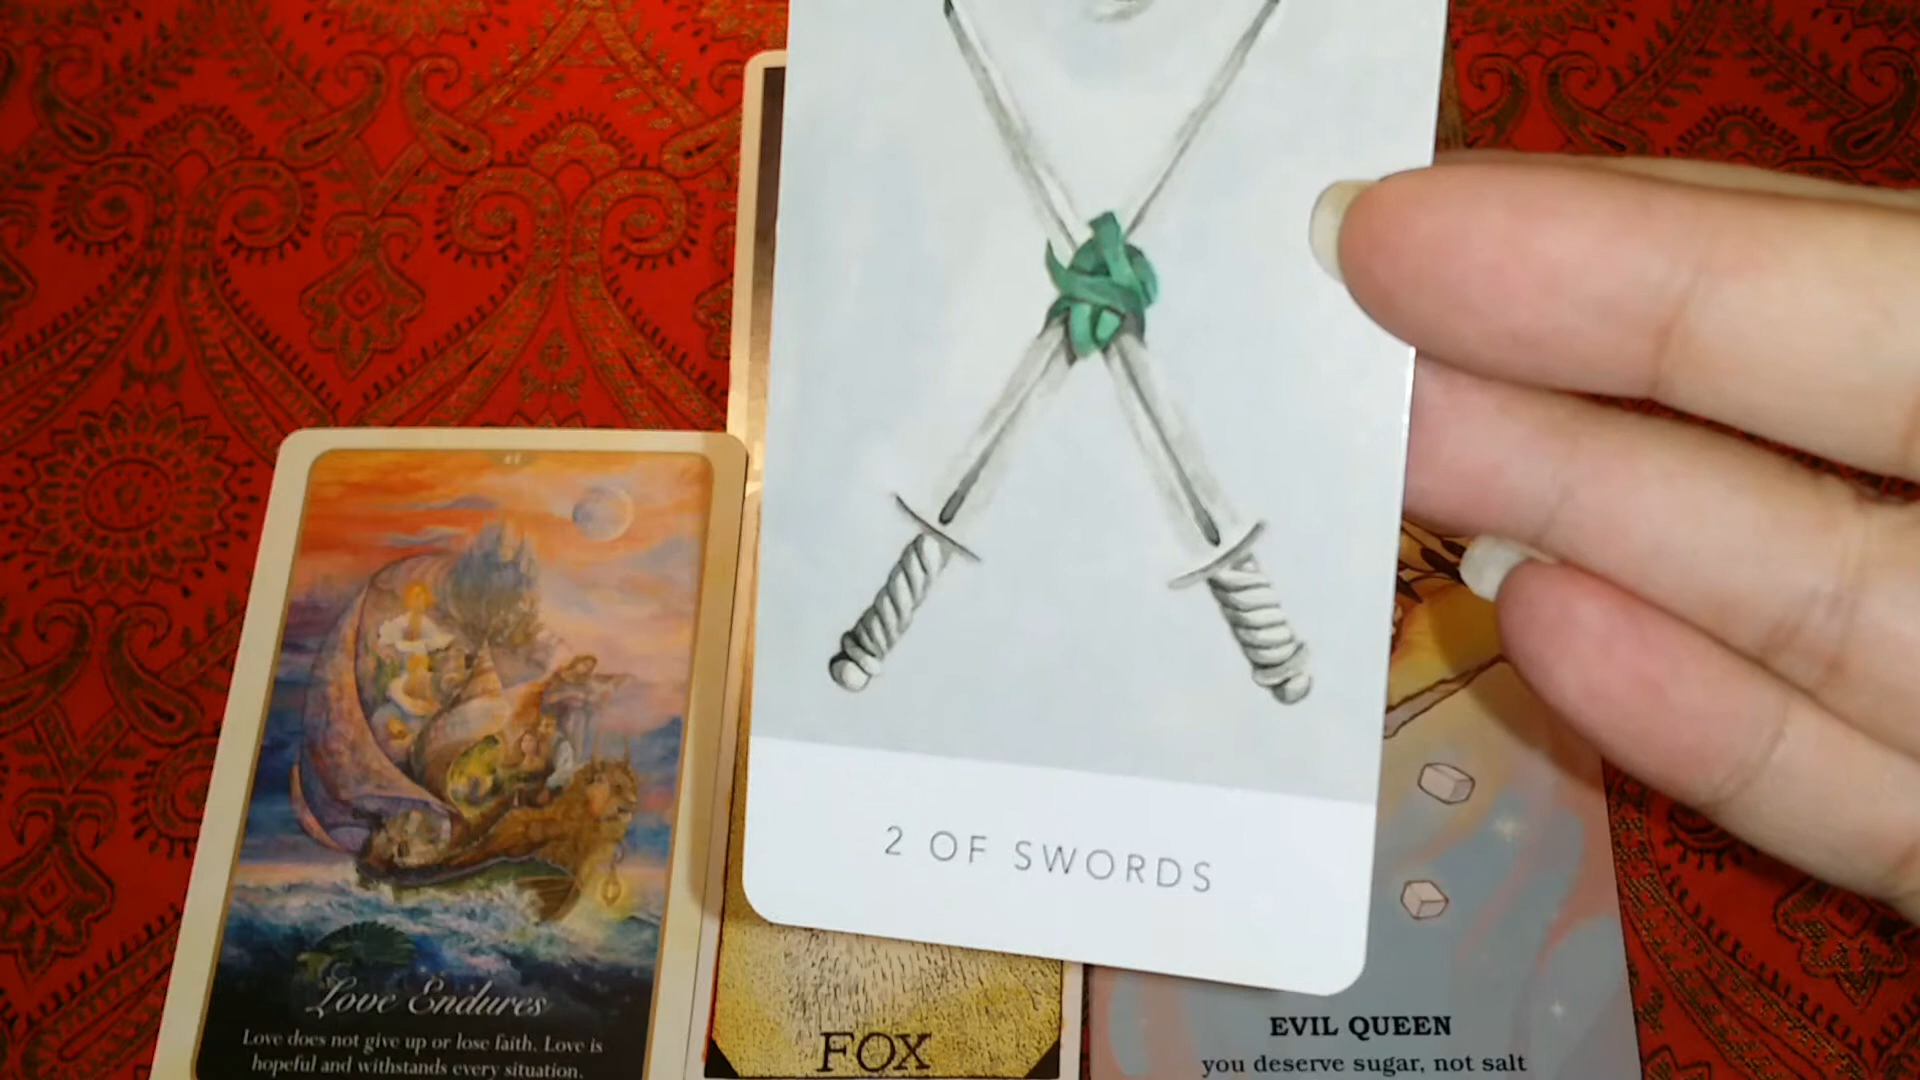 2 OF SWORDS
Love Endures
Love does not give up or lose faith. Love is
hopeful and withstands every situation.
FOX
EVIL QUEEN
you deserve sugar, not salt